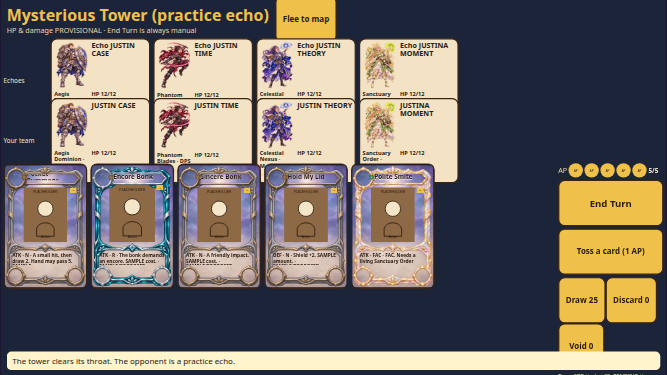 Mysterious Tower (practice echo)
Flee to map
HP & damage PROVISIONAL · End Turn is always manual
Echoes
Echo JUSTIN CASE
Aegis
HP 12/12
Echo JUSTIN TIME
Phantom
HP 12/12
Echo JUSTIN THEORY
Celestial
HP 12/12
Echo JUSTINA MOMENT
Sanctuary
HP 12/12
Your team
JUSTIN CASE
Aegis
Dominion ·
HP 12/12
JUSTIN TIME
Phantom
Blades · DPS
HP 12/12
JUSTIN THEORY
Celestial
Nexus ·
HP 12/12
JUSTINA MOMENT
Sanctuary
Order ·
HP 12/12
AP
5/5
PLACEHOLDER
ATK · N · A small hit, then
draw 2. Hand may pass 5.
Encore Bonk
PLACEHOLDER
ATK · R · The bonk demands
an encore. SAMPLE cost. ·
Sincere Bonk
PLACEHOLDER
ATK · N · A friendly impact.
SAMPLE cost.
Hold My Lid
PLACEHOLDER
DEF · N · Shield +2. SAMPLE
amount.
Polite Smite
PLACEHOLDER
ATK · FAC · FAC. Needs a
living Sanctuary Order
End Turn
Toss a card (1 AP)
Draw 25
Discard 0
Void 0
The tower clears its throat. The opponent is a practice echo.